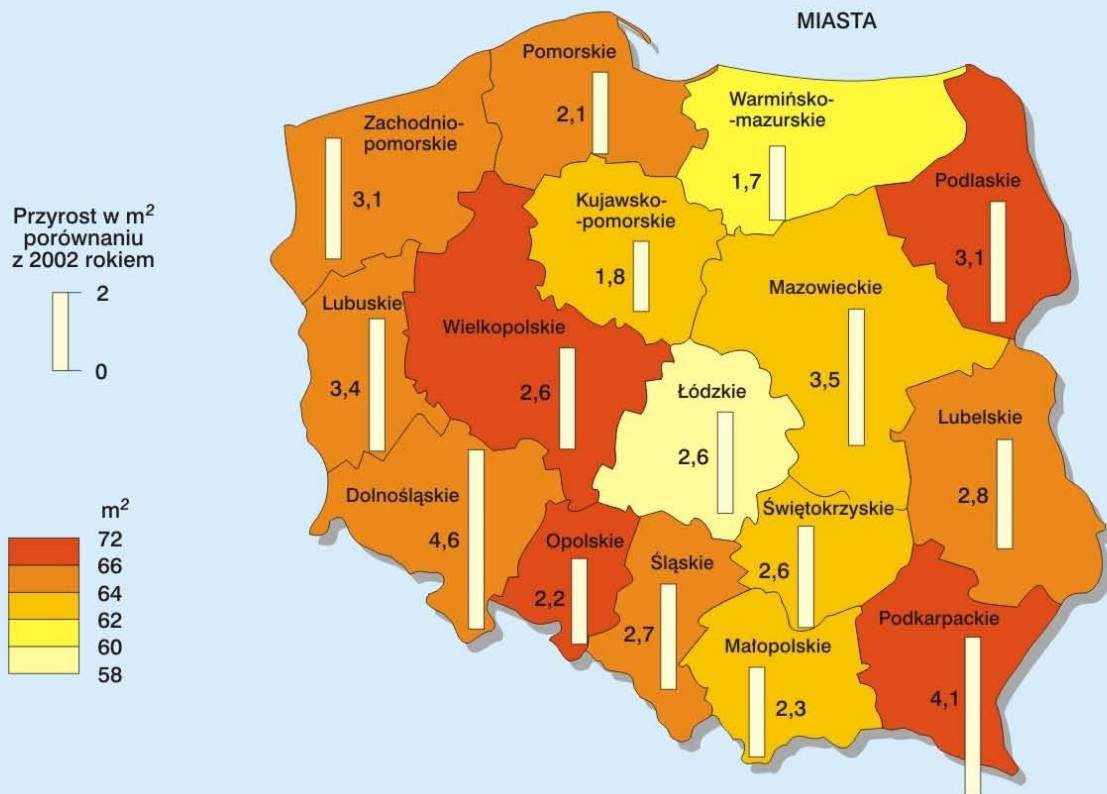 MIASTA
Pomorskie
2,1
Warmińsko-
-mazurskie
1,7
Zachodnio-
pomorskie
3,1
Podlaskie
3,1
Kujawsko-
-pomorskie
1,8
Przyrost w m²
porównaniu
z 2002 rokiem
2
0
Mazowieckie
3,5
Lubuskie
3,4
Wielkopolskie
2,6
Łódzkie
2,6
Lubelskie
2,8
Dolnośląskie
4,6
Świętokrzyskie
2,6
Opolskie
2,2
Śląskie
2,7
Małopolskie
2,3
Podkarpackie
4,1
m²
72
66
64
62
60
58